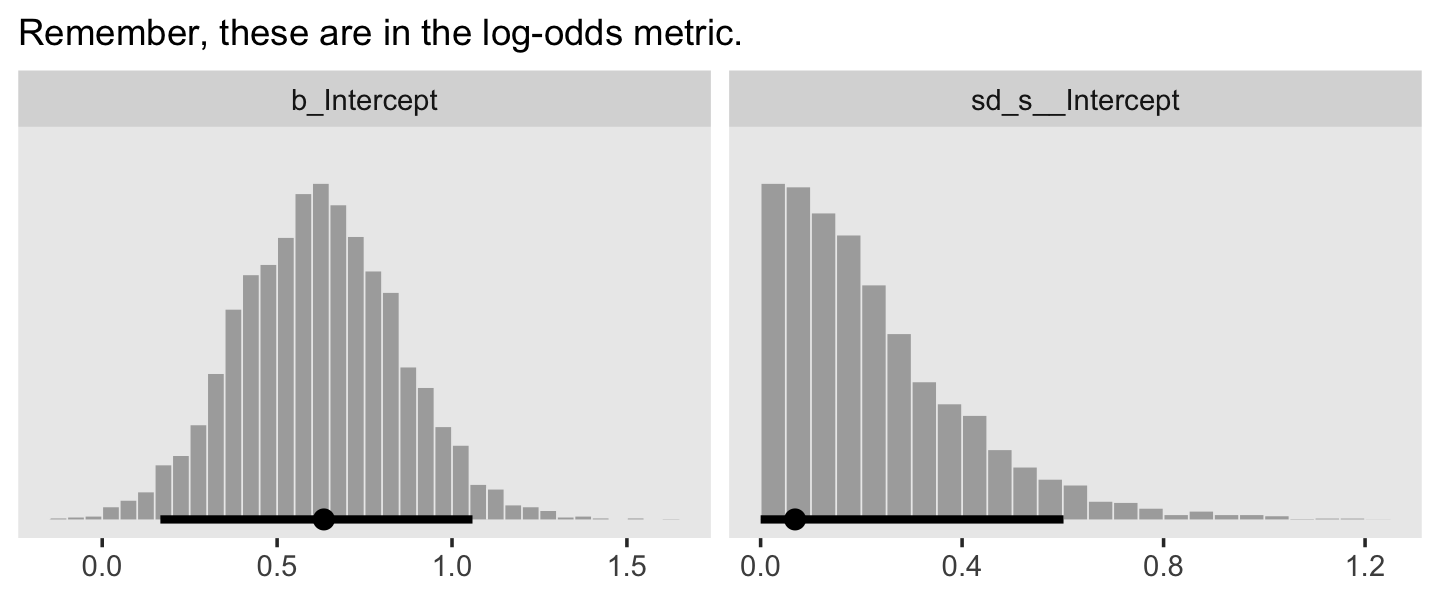 Remember, these are in the log-odds metric.
b_Intercept
sd_s__Intercept
0.0 0.5 1.0 1.5
0.0 0.4 0.8 1.2